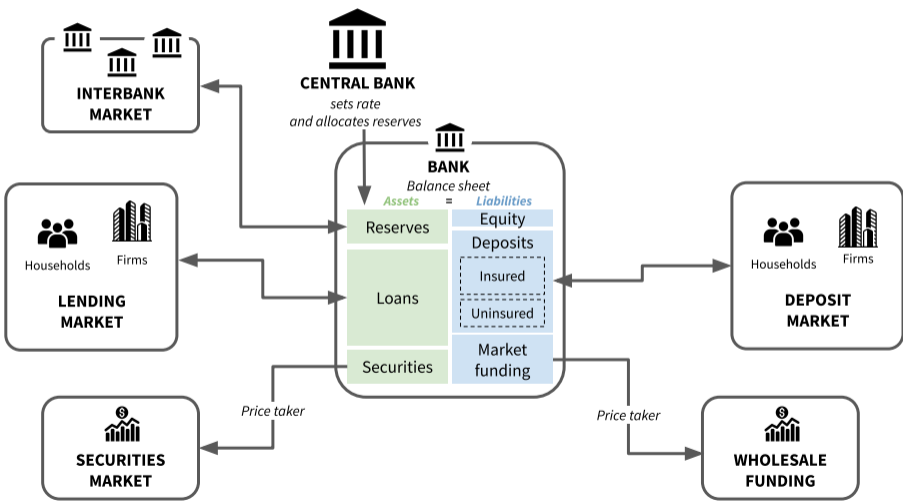 INTERBANK
MARKET
CENTRAL BANK
sets rate
and allocates reserves
BANK
Balance sheet
Assets = Liabilities
Reserves
Loans
Securities
Equity
Deposits
Insured
Uninsured
Market
funding
Households
Firms
LENDING
MARKET
Households
Firms
DEPOSIT
MARKET
Price taker
$
SECURITIES
MARKET
Price taker
$
WHOLESALE
FUNDING